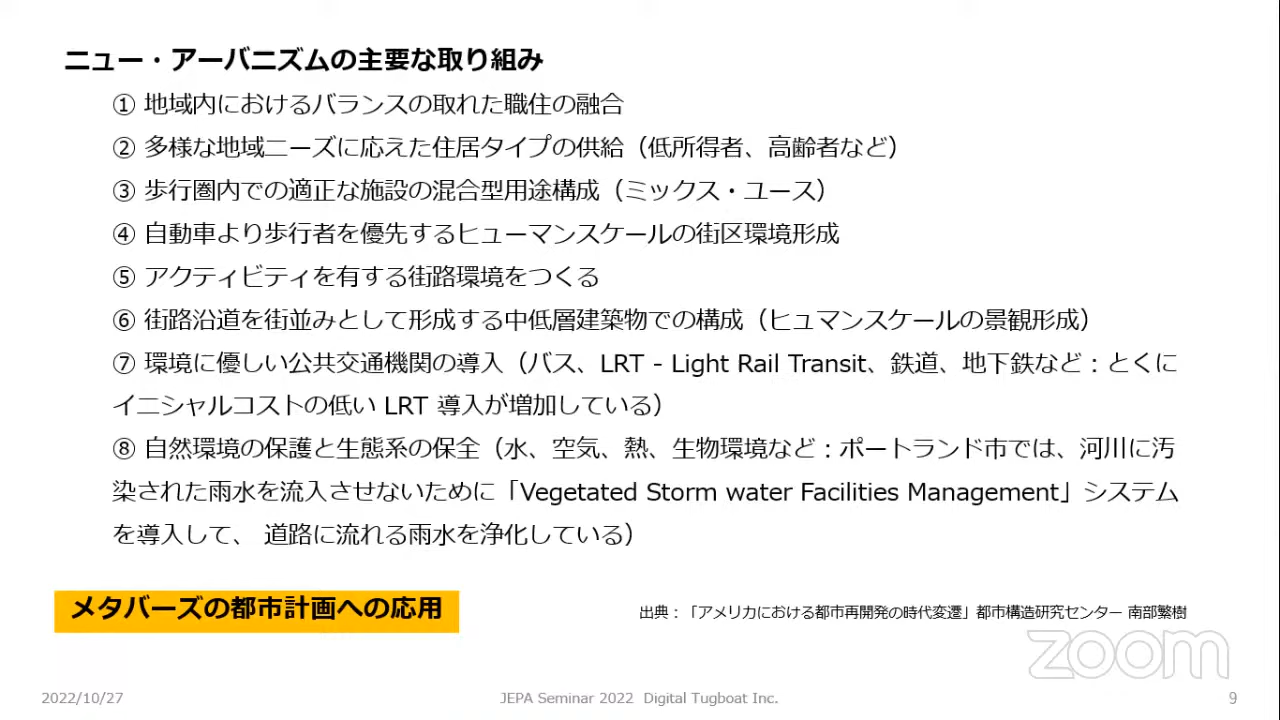 ニュー・アーバニズムの主要な取り組み
① 地域内におけるバランスの取れた職住の融合
② 多様な地域ニーズに応えた住居タイプの供給（低所得者、高齢者など）
③ 歩行圏内での適正な施設の混合型用途構成（ミックス・ユース）
④ 自動車より歩行者を優先するヒューマンスケールの街区環境形成
⑤ アクティビティを有する街路環境をつくる
⑥ 街路沿道を街並みとして形成する中低層建築物での構成（ヒュマンスケールの景観形成）
⑦ 環境に優しい公共交通機関の導入（バス、LRT - Light Rail Transit、鉄道、地下鉄など：とくに
イニシャルコストの低い LRT 導入が増加している）
⑧ 自然環境の保護と生態系の保全（水、空気、熱、生物環境など：ポートランド市では、河川に汚
染された雨水を流入させないために「Vegetated Storm water Facilities Management」システム
を導入して、 道路に流れる雨水を浄化している）
メタバーズの都市計画への応用
出典：「アメリカにおける都市再開発の時代変遷」都市構造研究センター 南部繁樹
zoom
2022/10/27
JEPA Seminar 2022 Digital Tugboat Inc.
9